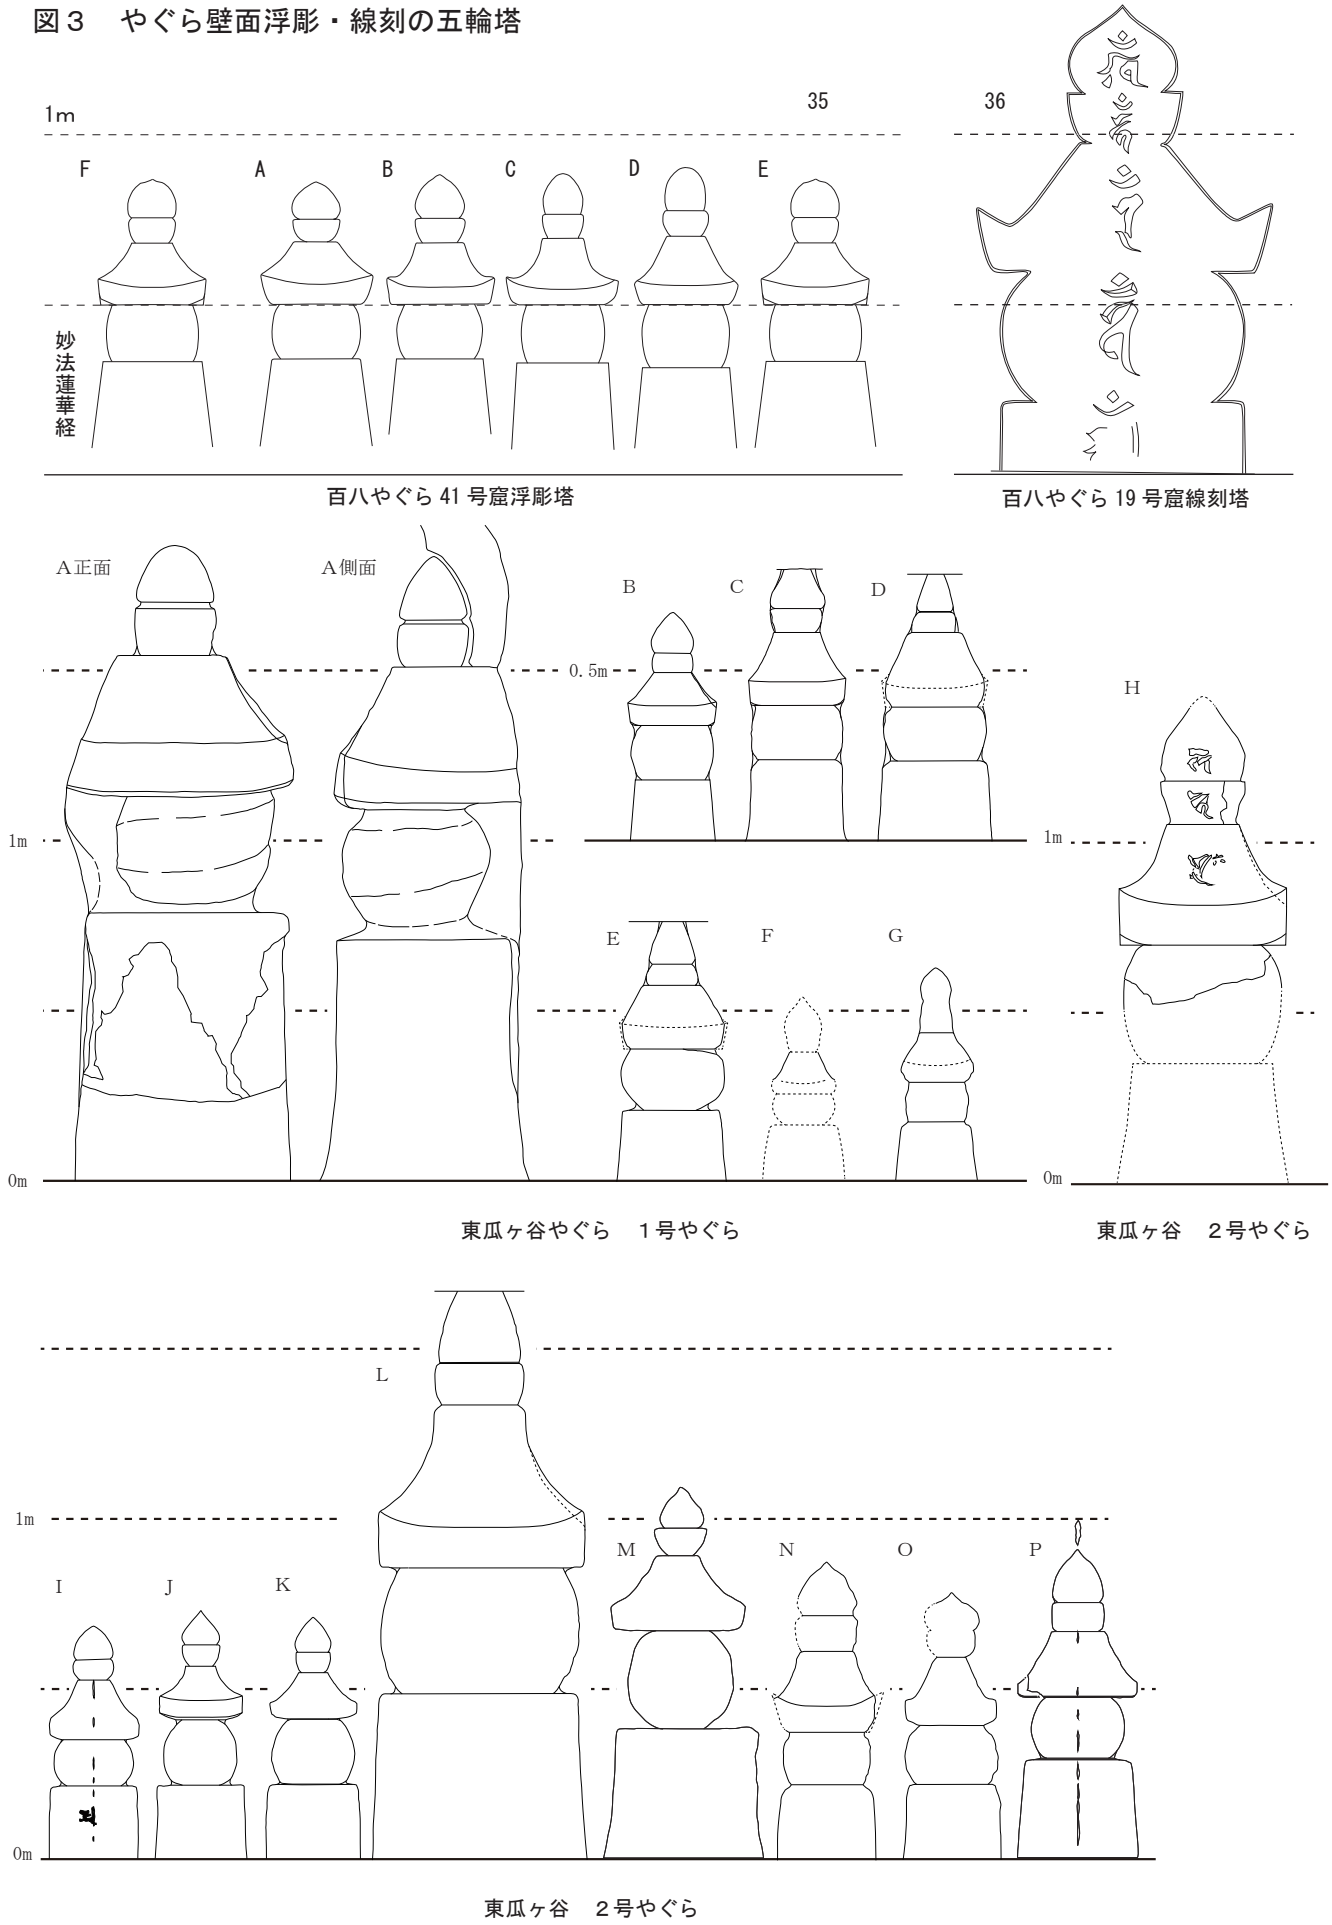 図3 やぐら壁面浮彫・線刻の五輪塔
1m
35
36
F
A
B
C
D
E
妙法蓮華経
百八やぐら 41 号窟浮彫塔
百八やぐら 19 号窟線刻塔
A正面
A側面
B
C
D
0.5m
H
1m
1m
E
F
G
0m
0m
東瓜ヶ谷やぐら 1号やぐら
東瓜ヶ谷 2号やぐら
L
1m
M
N
O
P
I
J
K
0m
東瓜ヶ谷 2号やぐら